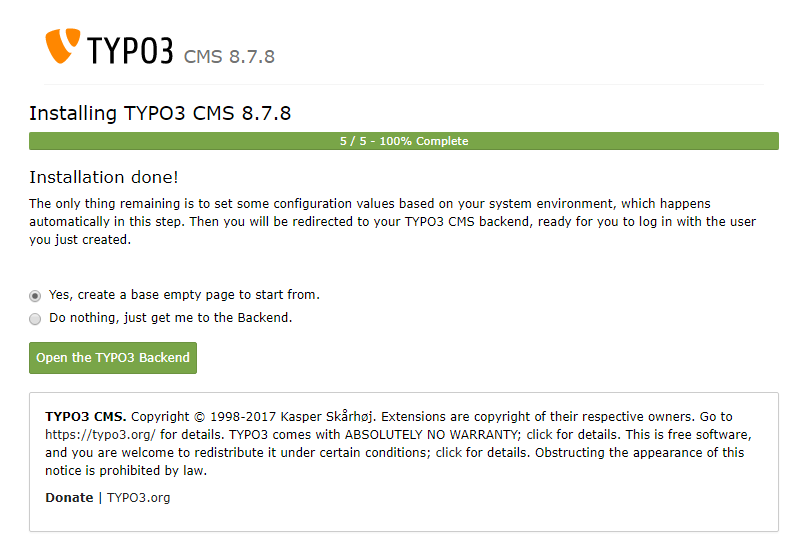 TYPO3 CMS 8.7.8
Installing TYPO3 CMS 8.7.8
5 / 5 - 100% Complete
Installation done!
The only thing remaining is to set some configuration values based on your system environment, which happens
automatically in this step. Then you will be redirected to your TYPO3 CMS backend, ready for you to log in with the user
you just created.
Yes, create a base empty page to start from.
Do nothing, just get me to the Backend.
Open the TYPO3 Backend
TYPO3 CMS. Copyright © 1998-2017 Kasper Skårhøj. Extensions are copyright of their respective owners. Go to
https://typo3.org/ for details. TYPO3 comes with ABSOLUTELY NO WARRANTY; click for details. This is free software,
and you are welcome to redistribute it under certain conditions; click for details. Obstructing the appearance of this
notice is prohibited by law.
Donate | TYPO3.org